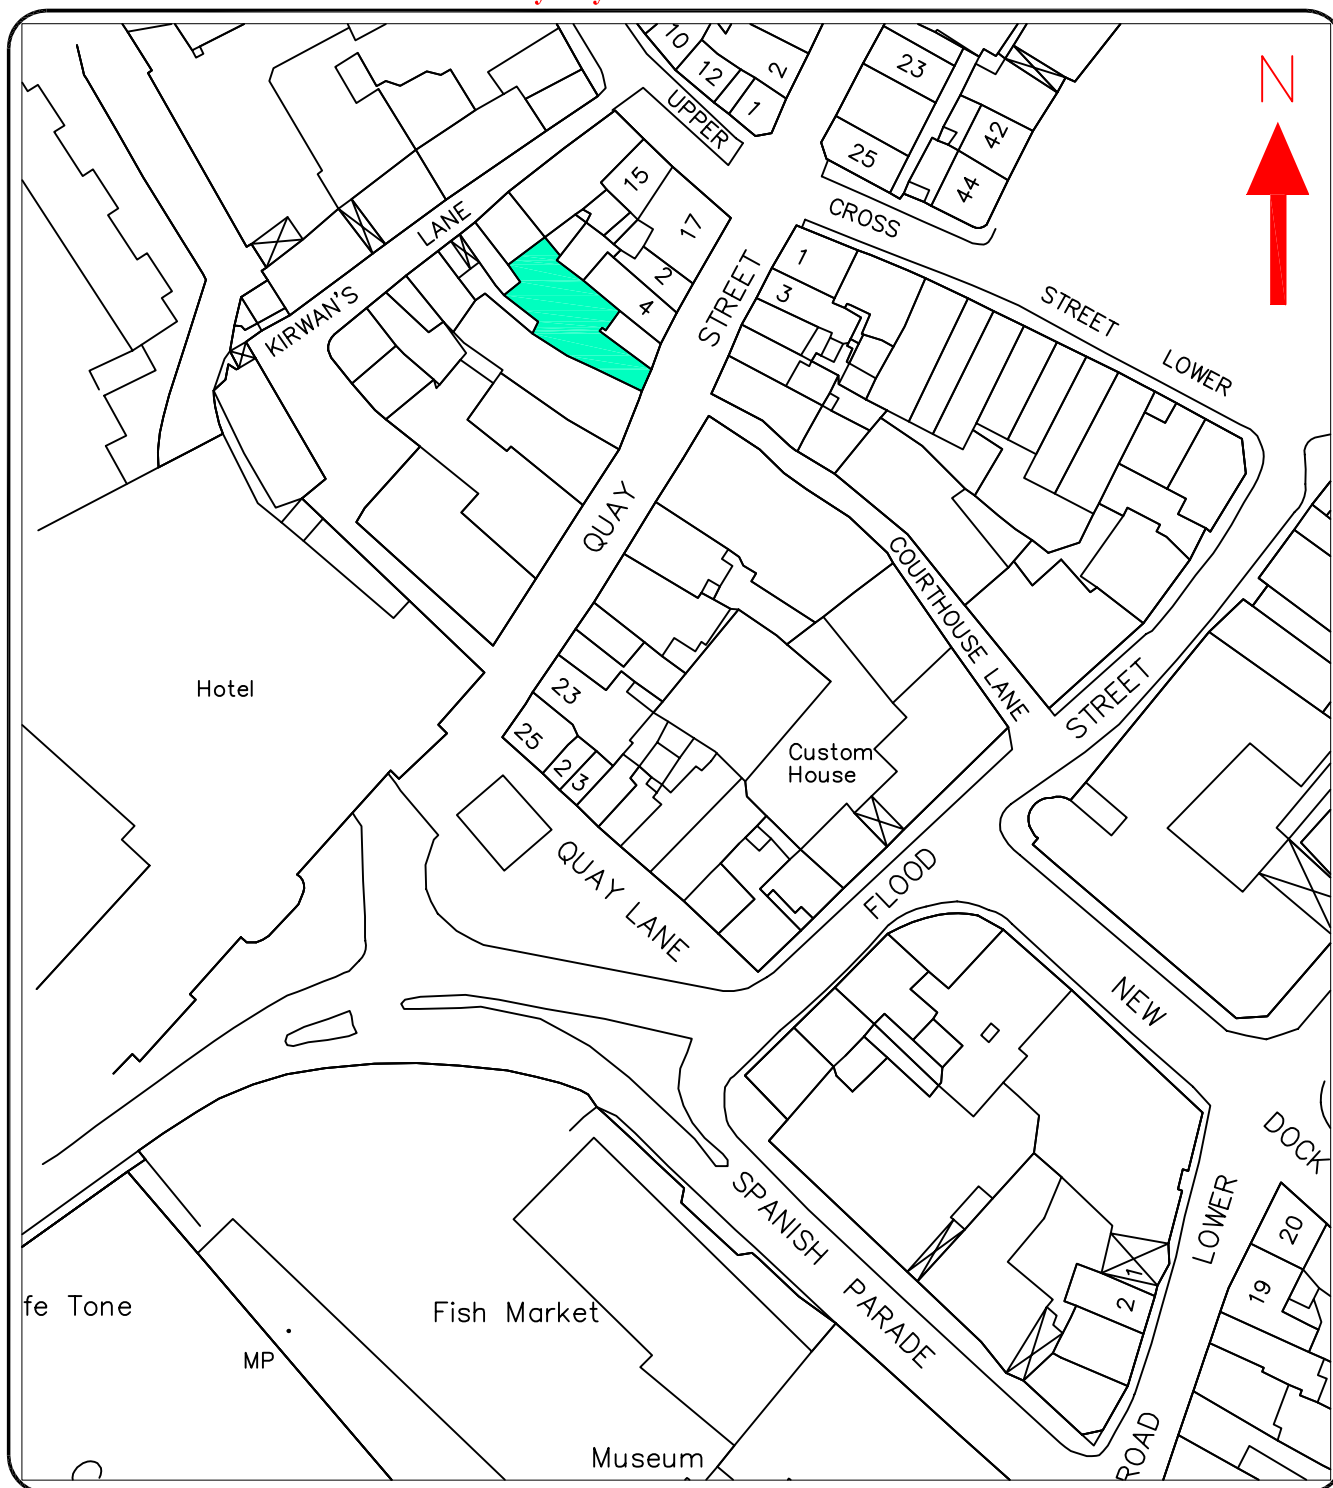 10
12
2
1
23
42
25
44
N
UPPER
15
17
2
4
CROSS
STREET
LOWER
1
3
KIRWAN'S LANE
QUAY STREET
COURTHOUSE LANE
Hotel
23
25
2
3
Custom
House
QUAY LANE
FLOOD STREET
NEW
DOCK
LOWER
ROAD
SPANISH PARADE
20
19
1
2
fe Tone
Fish Market
MP
Museum